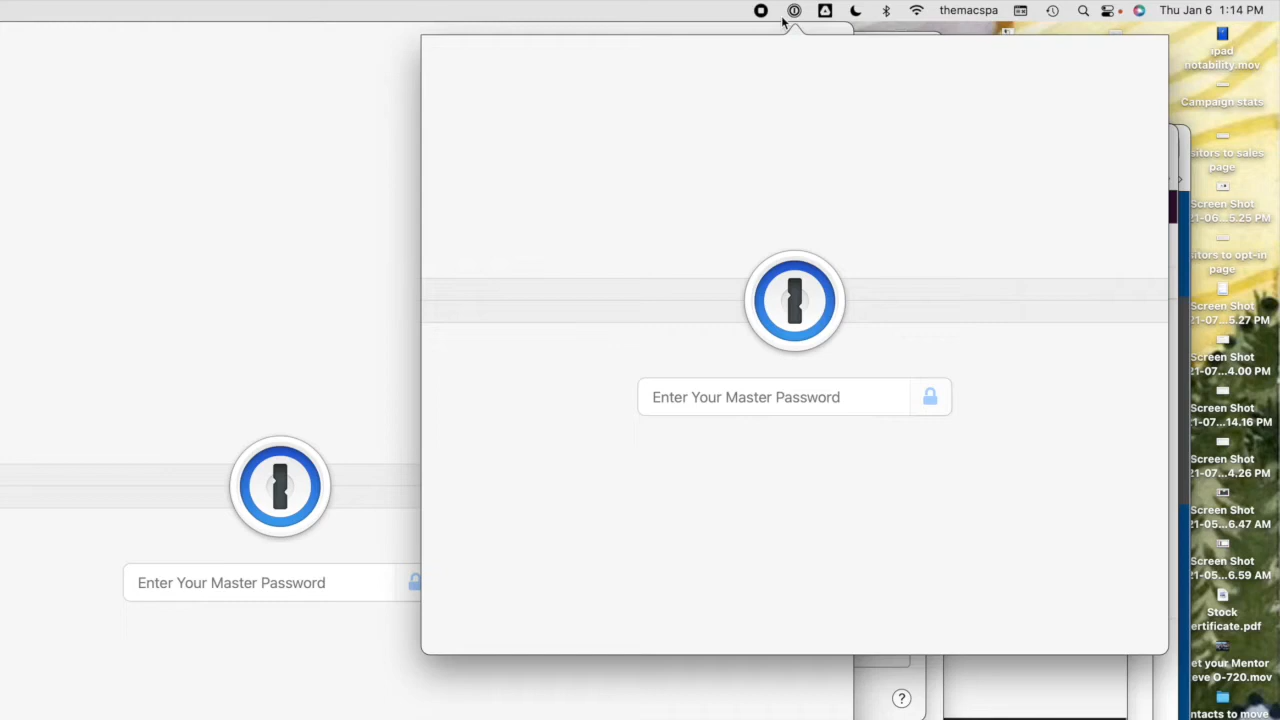 themacspa
Thu Jan 6 1:14 PM
ipad
notability.mov
Campaign stats
sitors to sales
page
Screen Shot
21-06...5.25 PM
sitors to opt-in
page
Screen Shot
21-07...5.27 PM
Screen Shot
21-07...4.00 PM
Screen Shot
1-07...14.16 PM
Screen Shot
21-07...4.26 PM
Screen Shot
21-05...6.47 AM
Screen Shot
21-05...6.59 AM
Stock
ertificate.pdf
et your Mentor
eve O-720.mov
ntacts to move
Enter Your Master Password
Enter Your Master Password
?